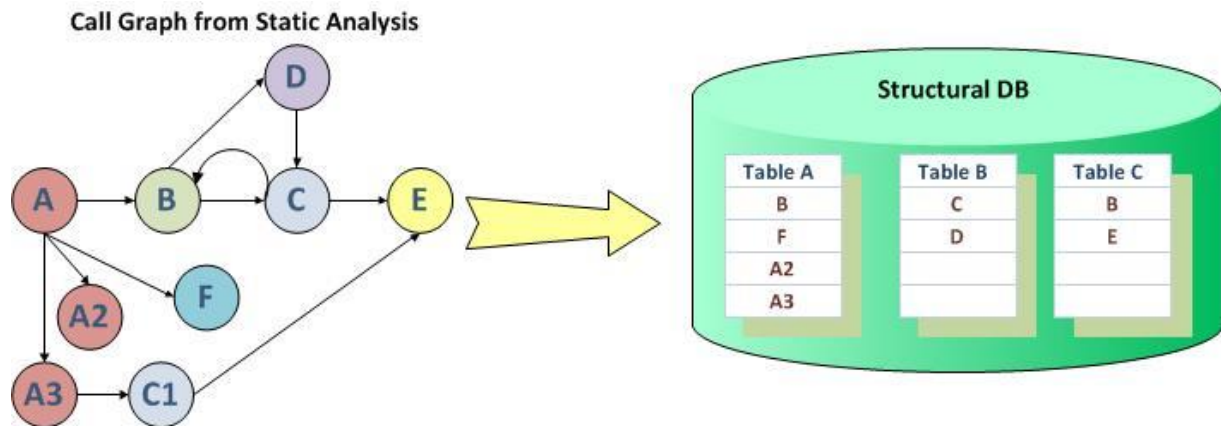 Call Graph from Static Analysis
D
A
B
C
E
F
A2
A3
C1
Structural DB
Table A
B
F
A2
A3
Table B
C
D
Table C
B
E